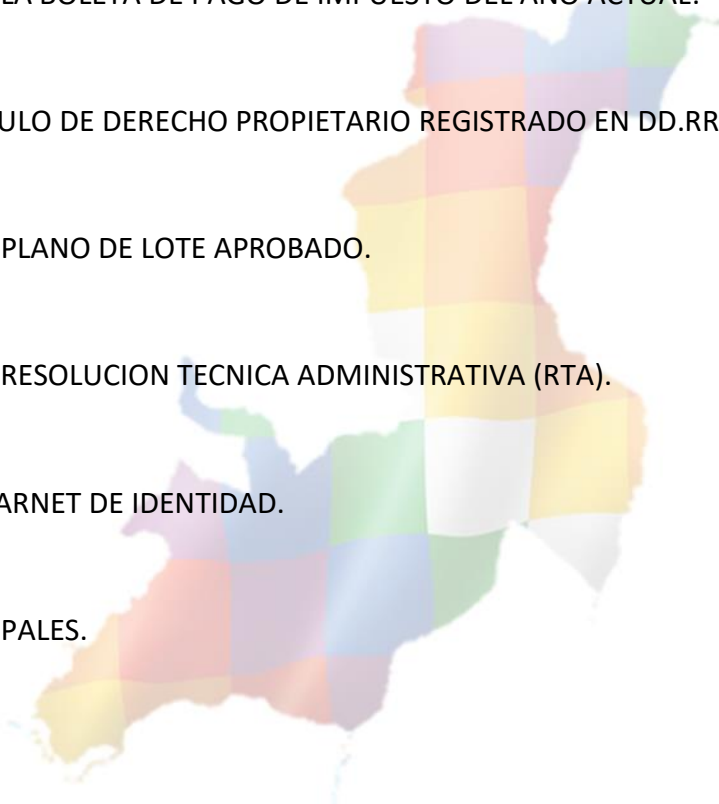 LA BOLETA DE PAGO DE IMPUESTO DEL AÑO ACTUAL.
ULO DE DERECHO PROPIETARIO REGISTRADO EN DD.RR
PLANO DE LOTE APROBADO.
RESOLUCION TECNICA ADMINISTRATIVA (RTA).
ARNET DE IDENTIDAD.
PALES.